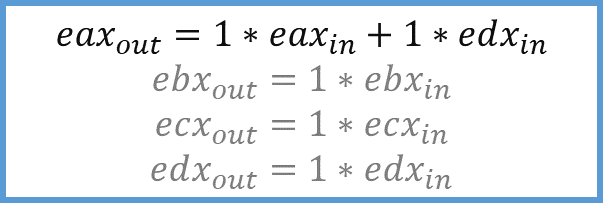 eax_out = 1 * eax_in + 1 * edx_in
ebx_out = 1 * ebx_in
ecx_out = 1 * ecx_in
edx_out = 1 * edx_in